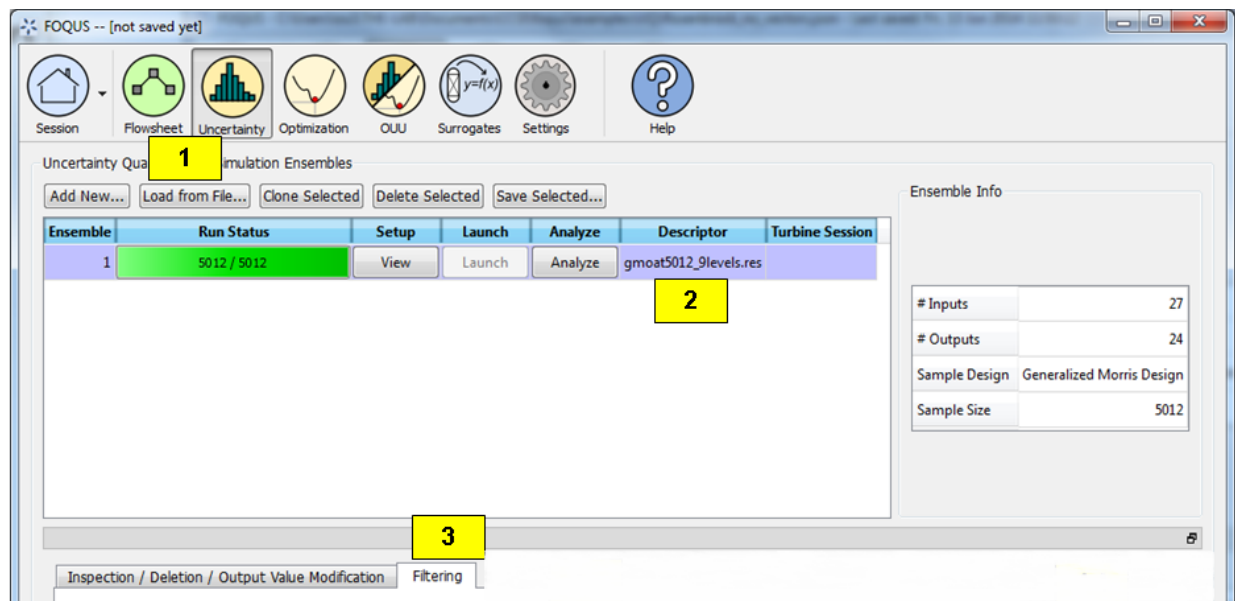 FOQUS -- [not saved yet]
Session
Flowsheet
Uncertainty
Optimization
OUU
y=f(x)
Surrogates
Settings
?
Help
1
Uncertainty Qua
imulation Ensembles
Add New...
Load from File...
Clone Selected
Delete Selected
Save Selected...
Ensemble Info
Ensemble Run Status Setup Launch Analyze Descriptor Turbine Session
1 5012 / 5012 View Launch Analyze gmoat5012_9levels.res
2
# Inputs 27
# Outputs 24
Sample Design Generalized Morris Design
Sample Size 5012
3
Inspection / Deletion / Output Value Modification
Filtering